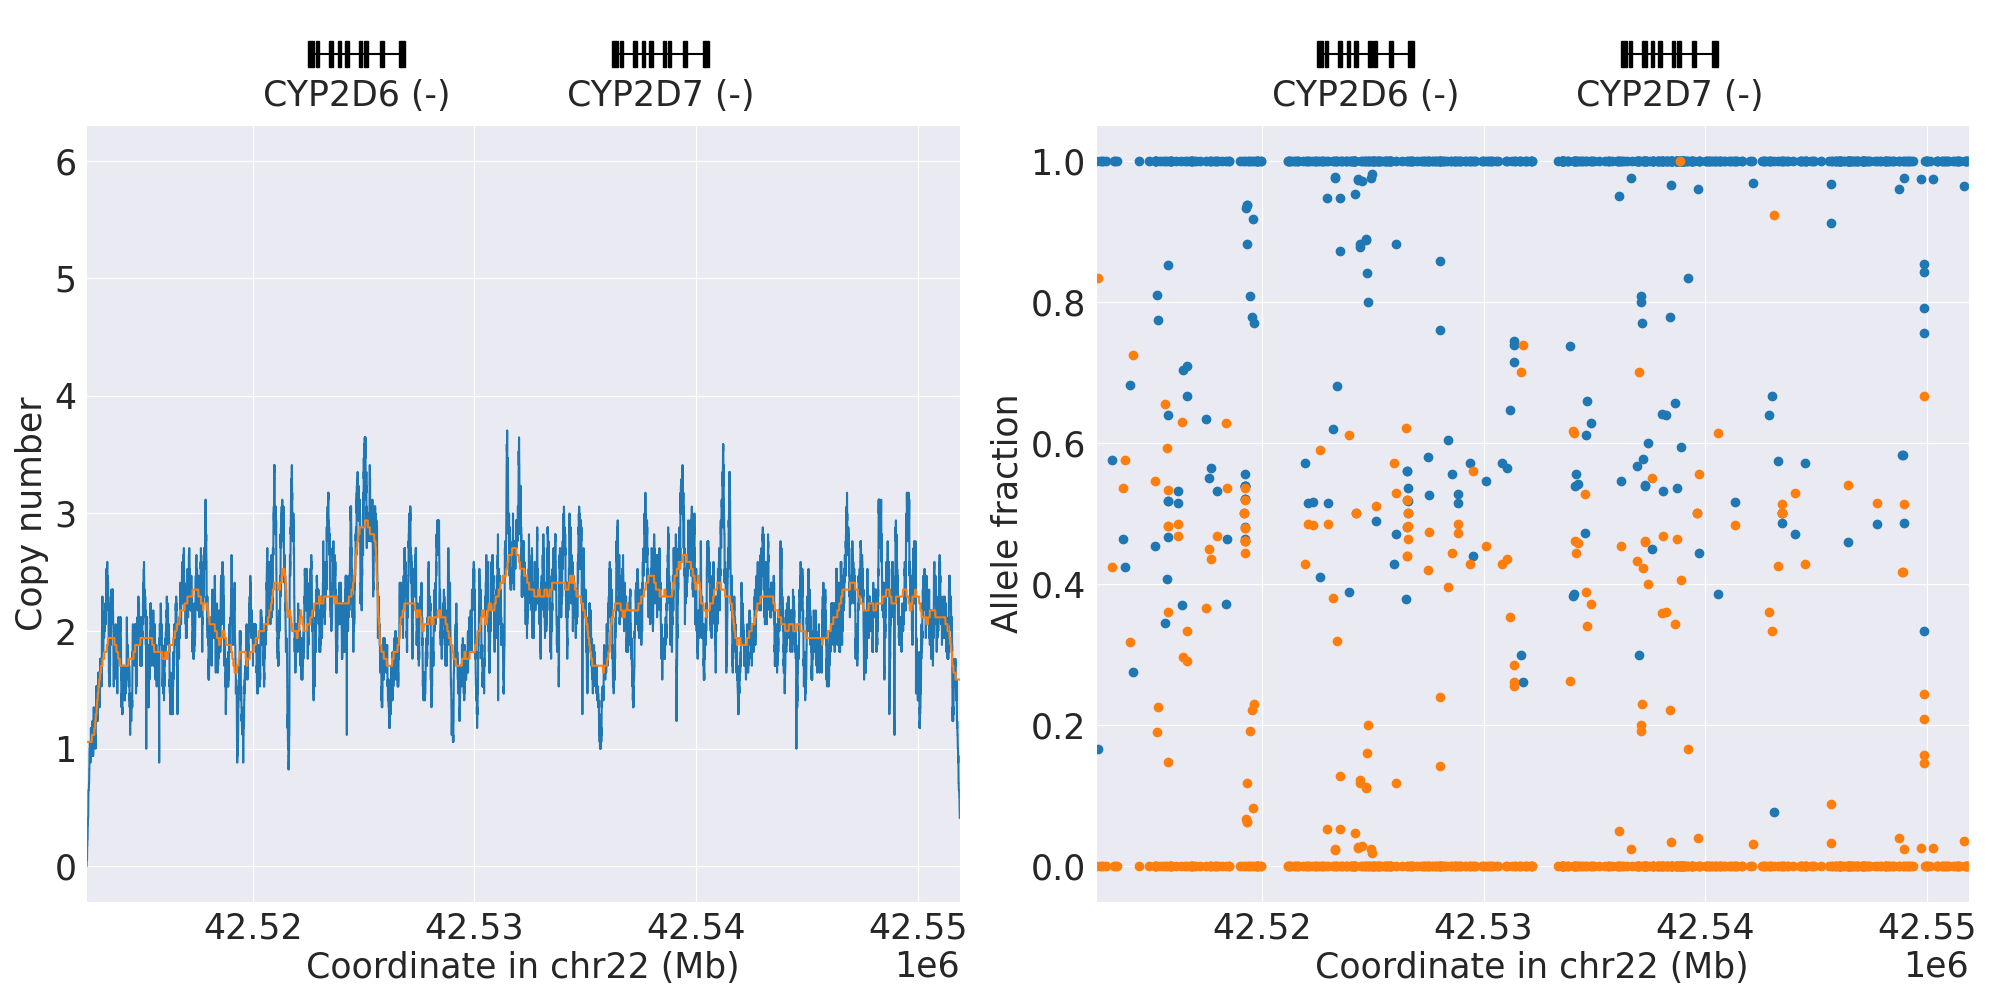 CYP2D6 (-)
CYP2D7 (-)
6
5
4
3
2
1
0
Copy number
42.52
42.53
42.54
42.55
Coordinate in chr22 (Mb)
1e6
CYP2D6 (-)
CYP2D7 (-)
1.0
0.8
0.6
0.4
0.2
0.0
Allele fraction
42.52
42.53
42.54
42.55
Coordinate in chr22 (Mb)
1e6